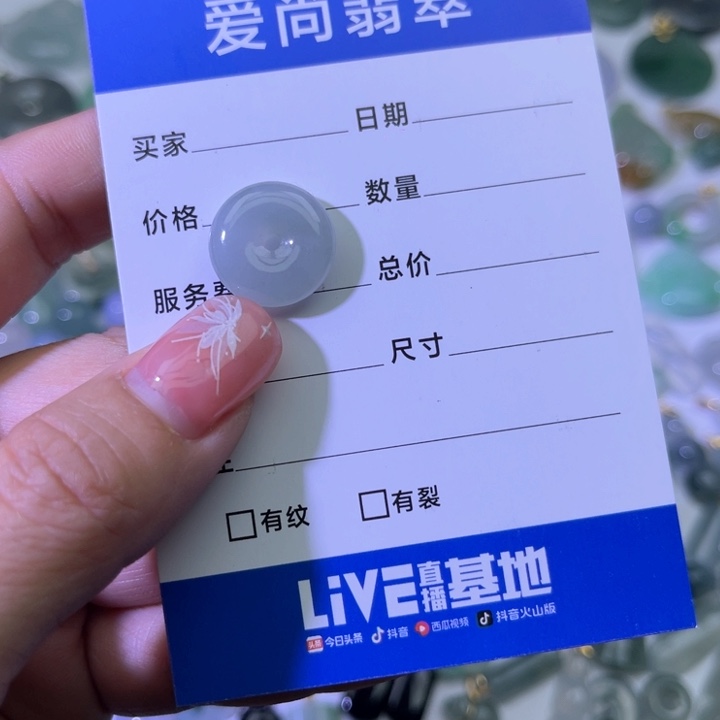 爱尚翡翠
买家 日期
价格 数量
服务费 总价
尺寸
有纹 有裂
LiVE直播基地
头条 今日头条 抖音 西瓜视频 抖音火山版